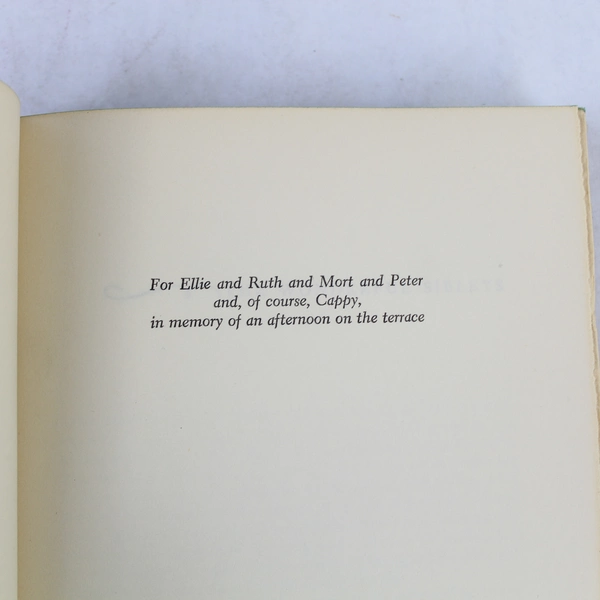 For Ellie and Ruth and Mort and Peter
and, of course, Cappy,
in memory of an afternoon on the terrace